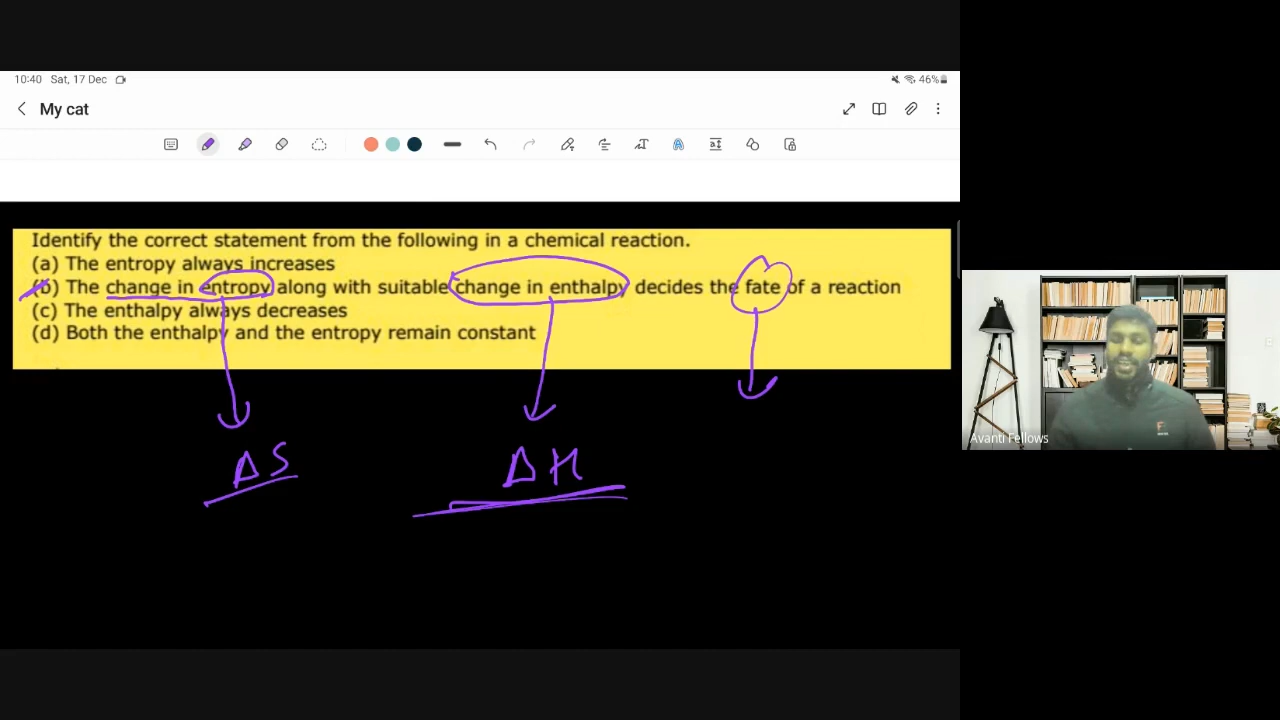 10:40 Sat, 17 Dec
46%
My cat
Identify the correct statement from the following in a chemical reaction.
(a) The entropy always increases
(b) The change in entropy along with suitable change in enthalpy decides the fate of a reaction
(c) The enthalpy always decreases
(d) Both the enthalpy and the entropy remain constant
ΔS
ΔH
Avanti Fellows